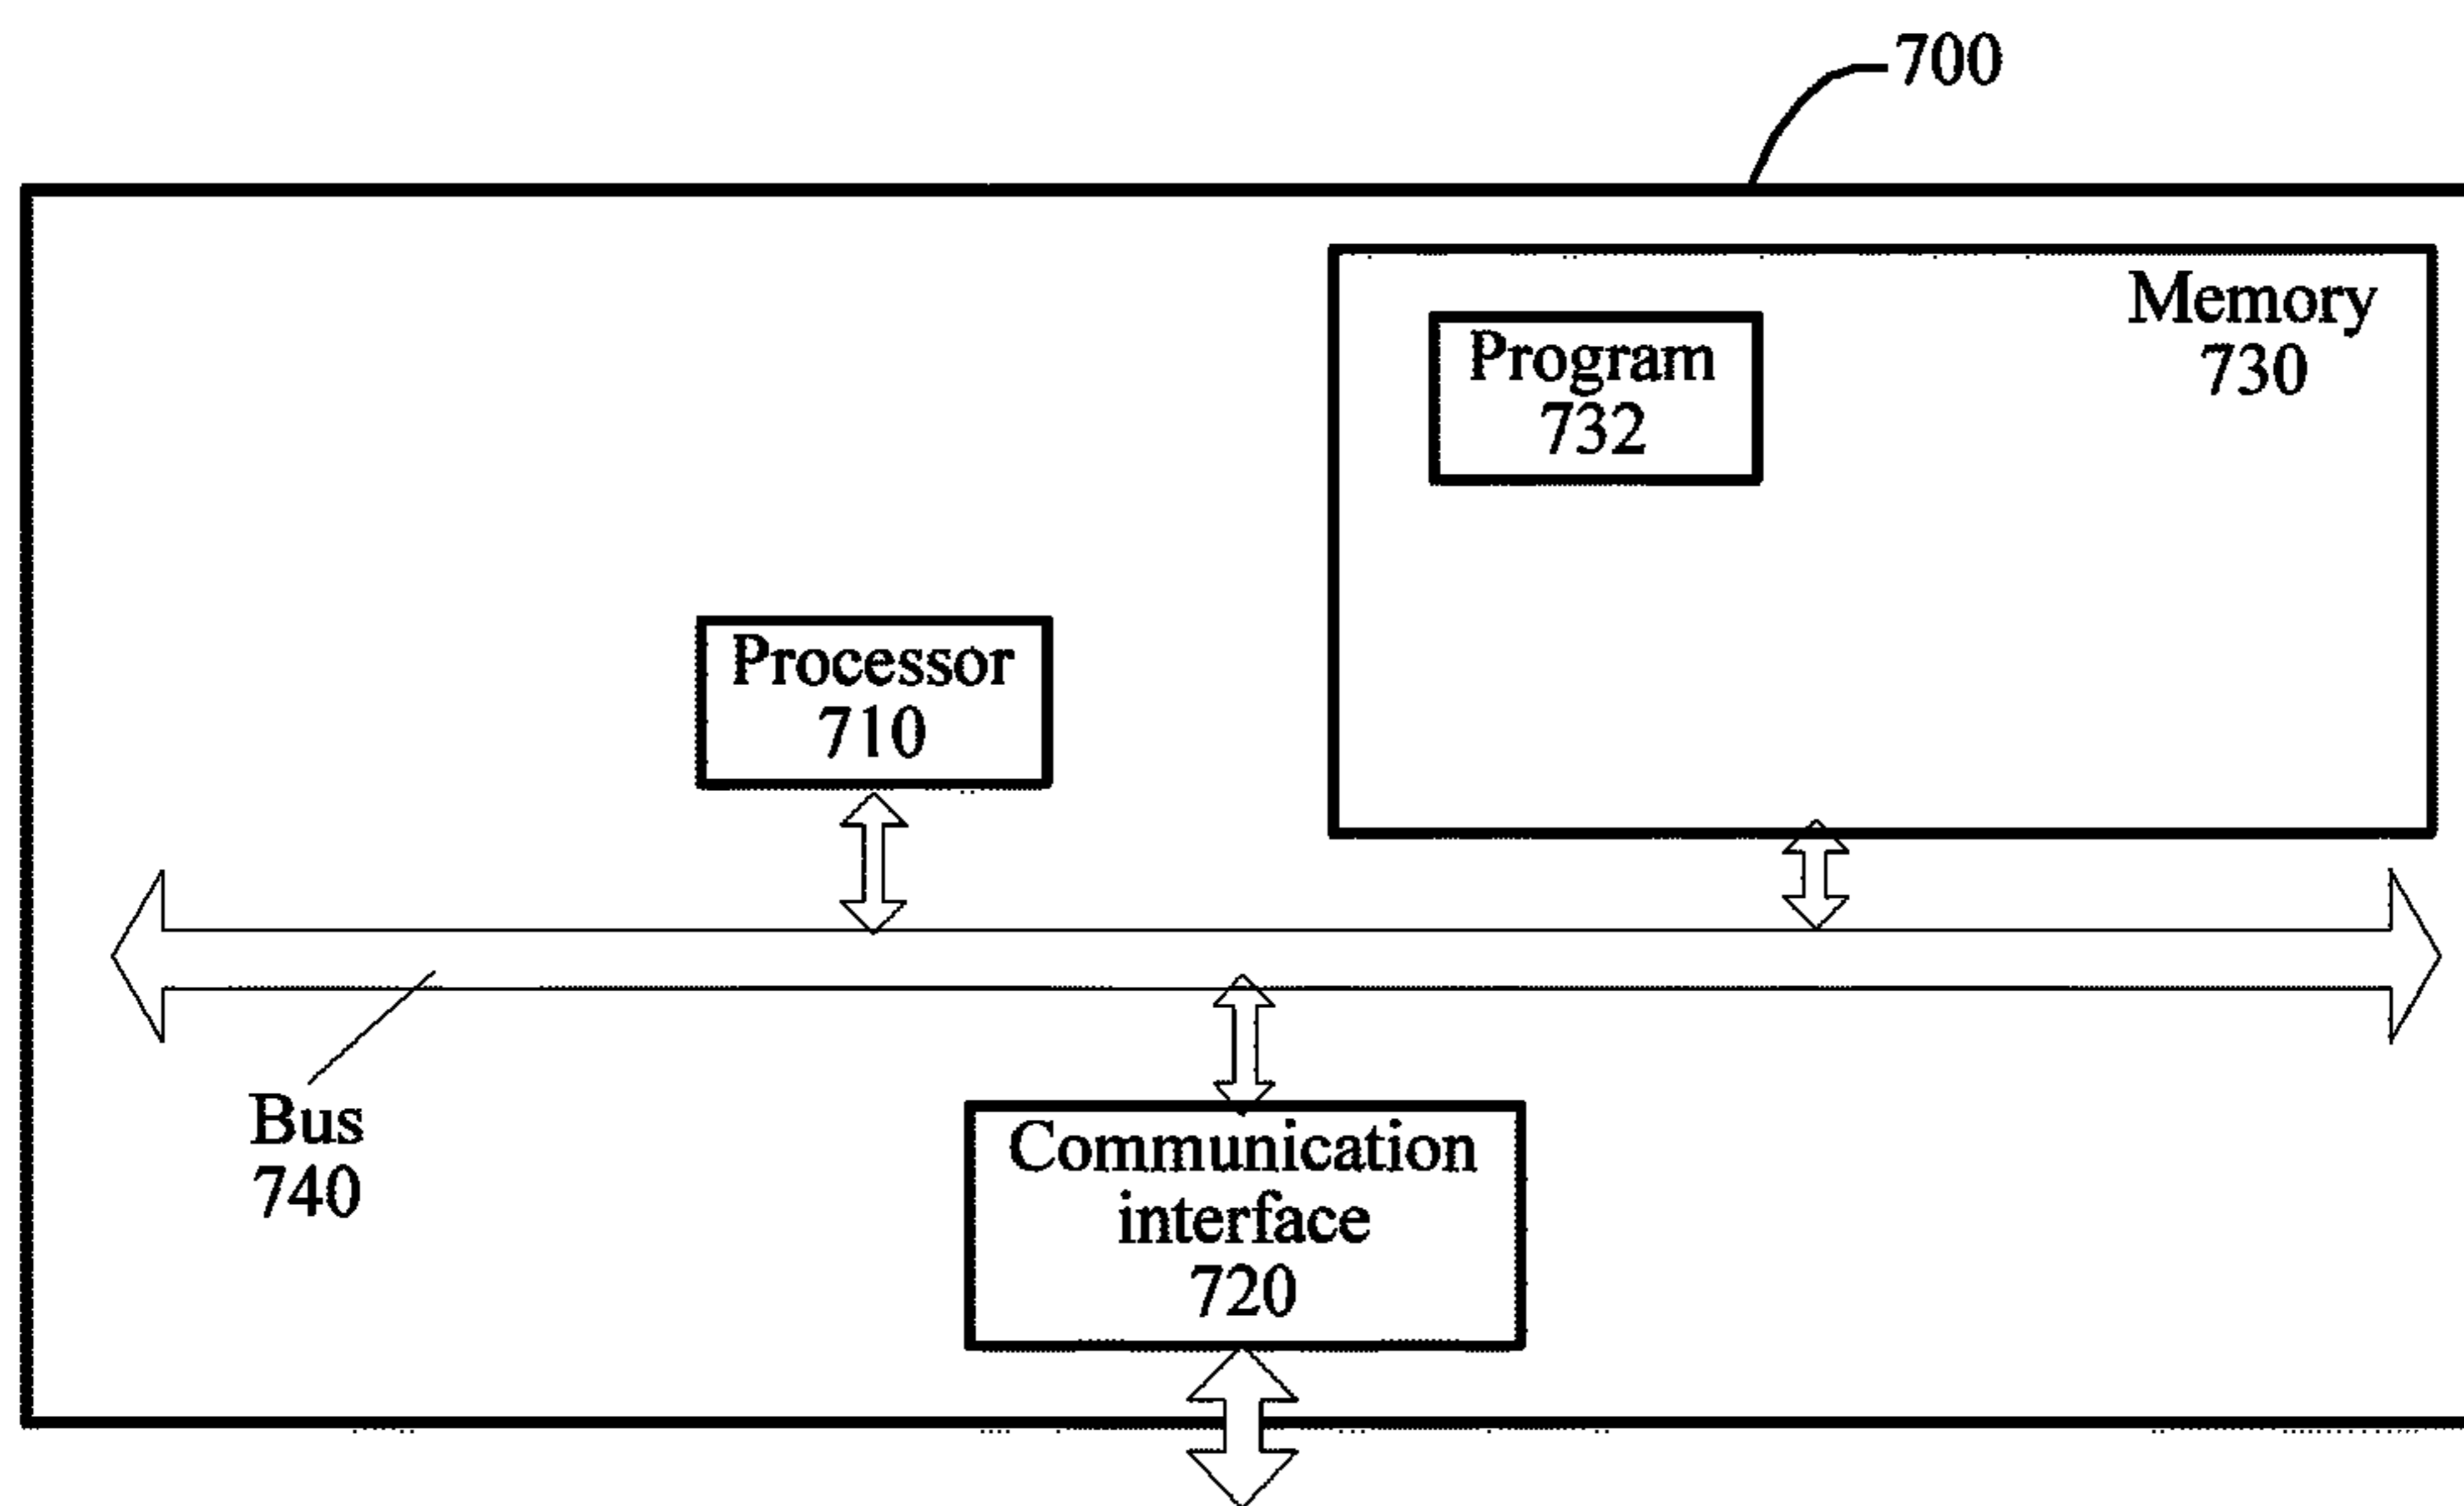 700
Memory
730
Program
732
Processor
710
Bus
740
Communication
interface
720